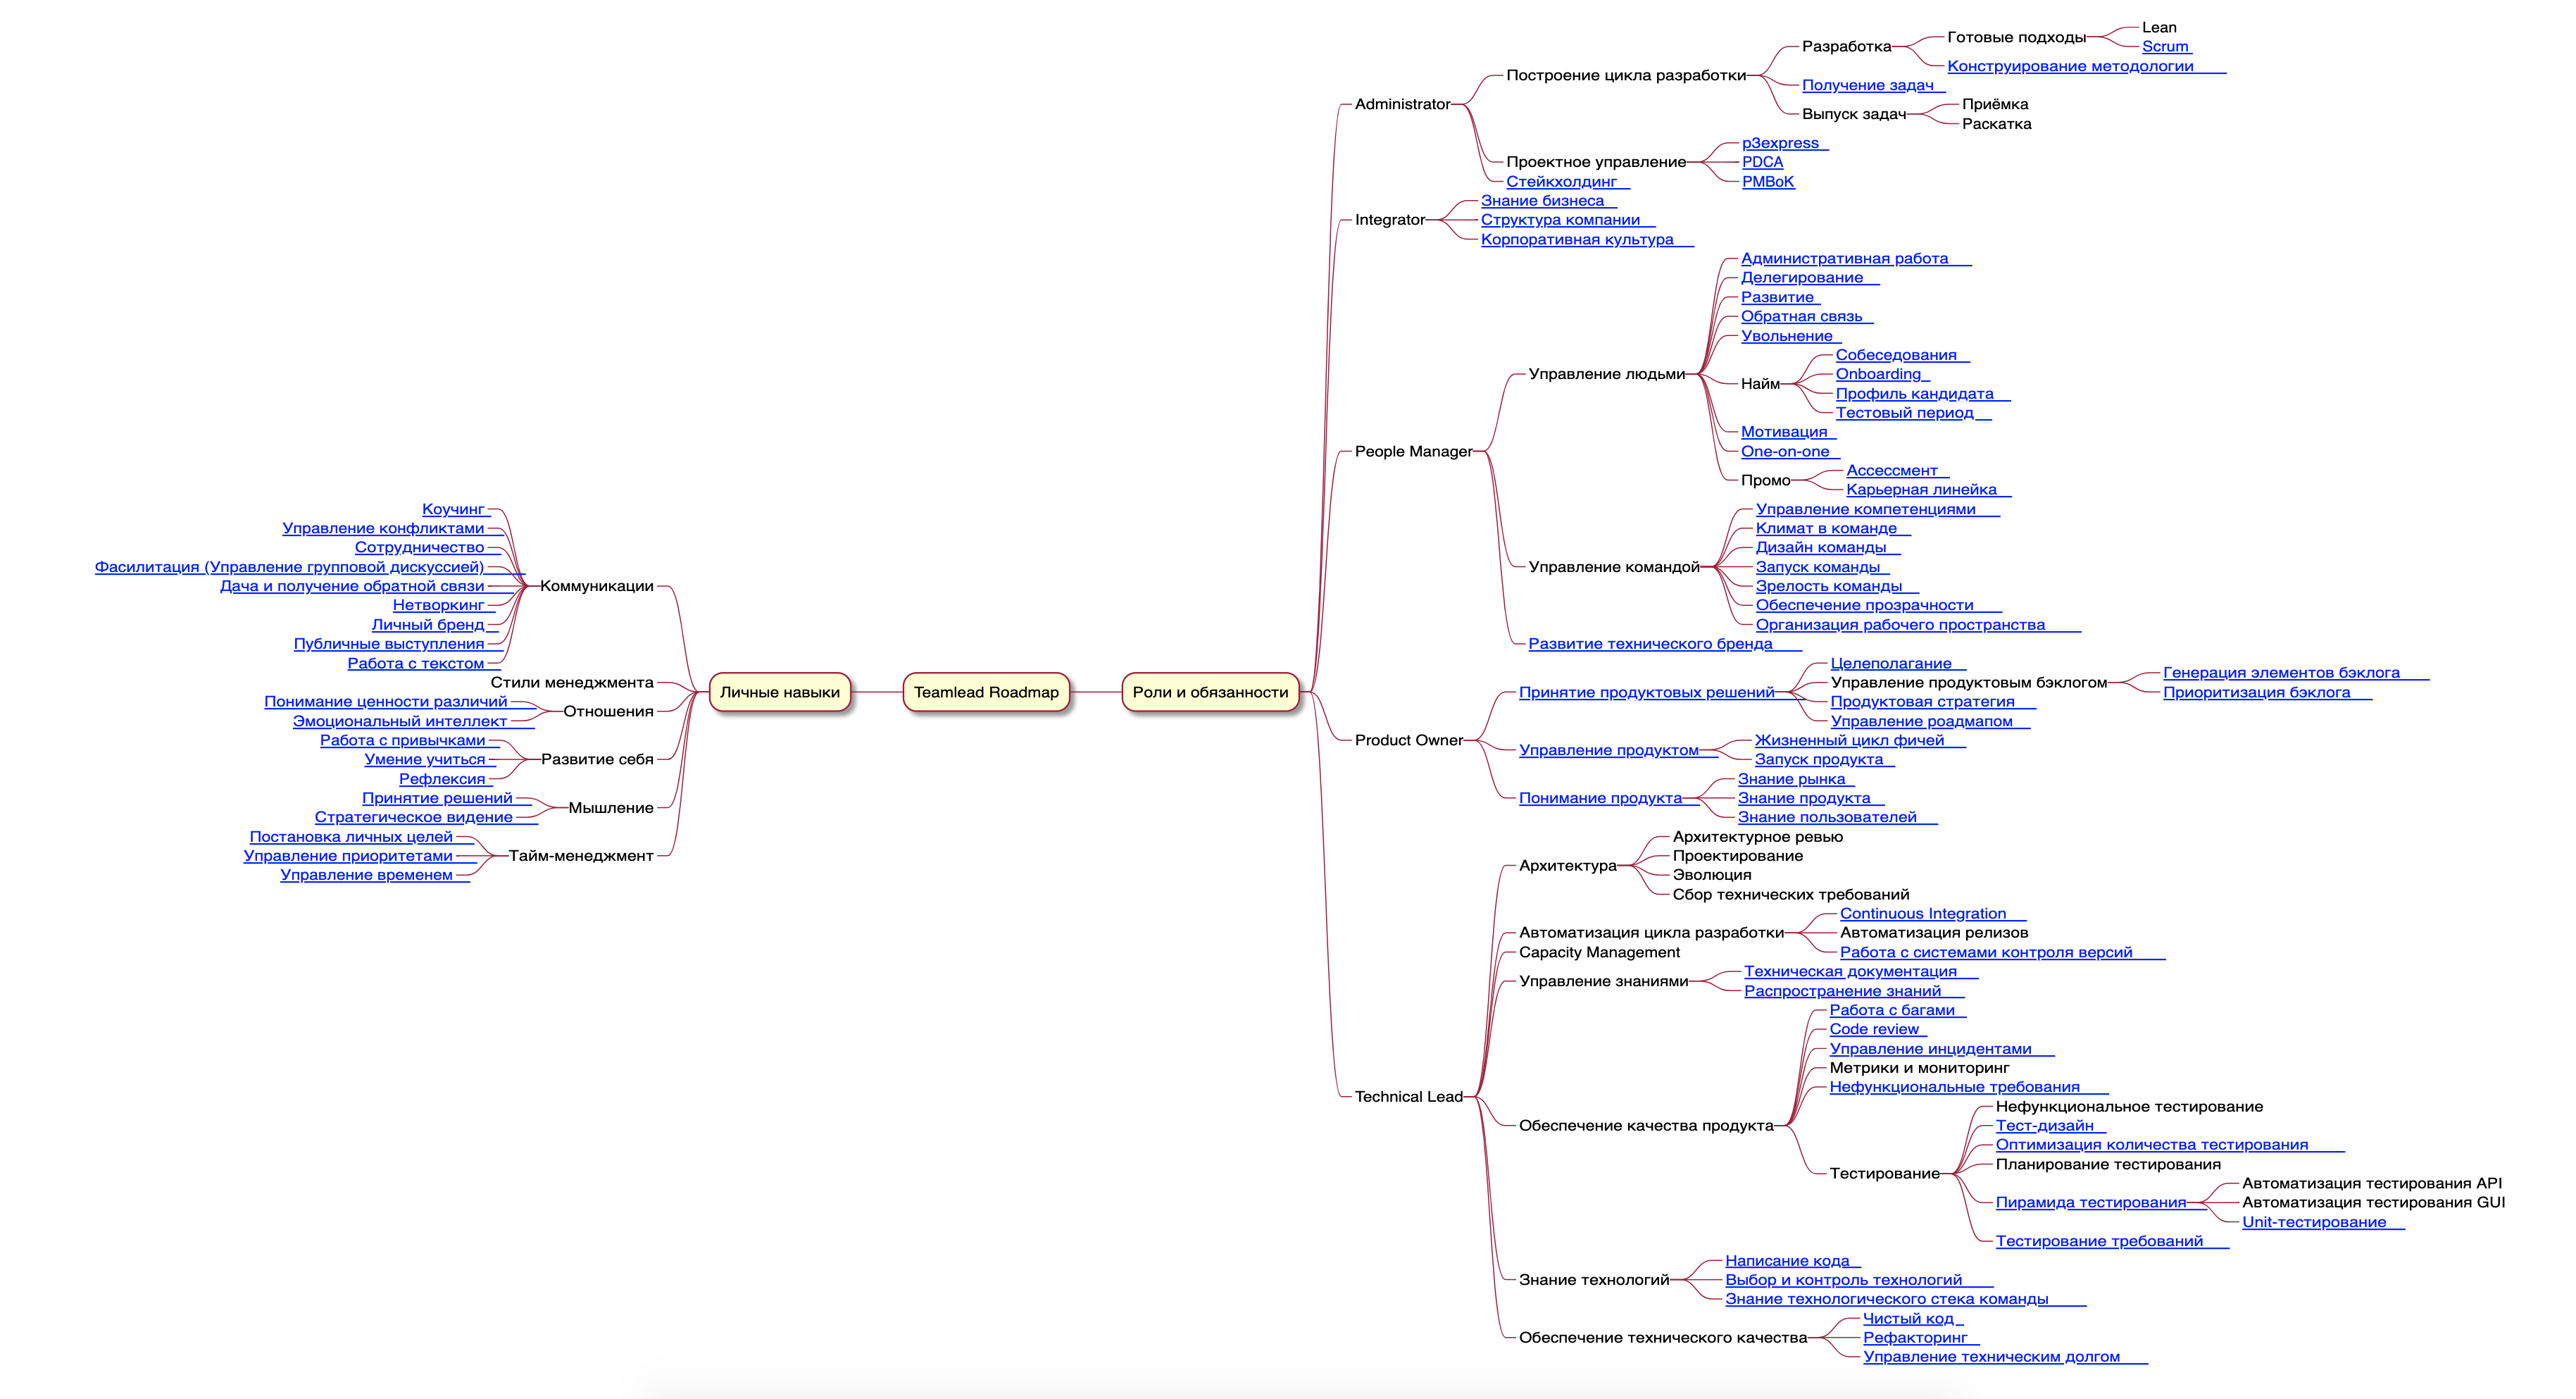 Teamlead Roadmap
Личные навыки
Коммуникации
Коучинг
Управление конфликтами
Сотрудничество
Фасилитация (Управление групповой дискуссией)
Дача и получение обратной связи
Нетворкинг
Личный бренд
Публичные выступления
Работа с текстом
Стили менеджмента
Отношения
Понимание ценности различий
Эмоциональный интеллект
Развитие себя
Работа с привычками
Умение учиться
Рефлексия
Мышление
Принятие решений
Стратегическое видение
Тайм-менеджмент
Постановка личных целей
Управление приоритетами
Управление временем
Роли и обязанности
Administrator
Построение цикла разработки
Разработка
Готовые подходы
Lean
Scrum
Конструирование методологии
Получение задач
Выпуск задач
Приёмка
Раскатка
Проектное управление
p3express
PDCA
PMBoK
Стейкхолдинг
Integrator
Знание бизнеса
Структура компании
Корпоративная культура
People Manager
Управление людьми
Административная работа
Делегирование
Развитие
Обратная связь
Увольнение
Найм
Собеседования
Onboarding
Профиль кандидата
Тестовый период
Мотивация
One-on-one
Промо
Ассессмент
Карьерная линейка
Управление командой
Управление компетенциями
Климат в команде
Дизайн команды
Запуск команды
Зрелость команды
Обеспечение прозрачности
Организация рабочего пространства
Развитие технического бренда
Product Owner
Принятие продуктовых решений
Целеполагание
Управление продуктовым бэклогом
Генерация элементов бэклога
Приоритизация бэклога
Продуктовая стратегия
Управление роадмапом
Управление продуктом
Жизненный цикл фичей
Запуск продукта
Понимание продукта
Знание рынка
Знание продукта
Знание пользователей
Technical Lead
Архитектура
Архитектурное ревью
Проектирование
Эволюция
Сбор технических требований
Автоматизация цикла разработки
Continuous Integration
Автоматизация релизов
Работа с системами контроля версий
Capacity Management
Управление знаниями
Техническая документация
Распространение знаний
Обеспечение качества продукта
Работа с багами
Code review
Управление инцидентами
Метрики и мониторинг
Нефункциональные требования
Тестирование
Нефункциональное тестирование
Тест-дизайн
Оптимизация количества тестирования
Планирование тестирования
Пирамида тестирования
Автоматизация тестирования API
Автоматизация тестирования GUI
Unit-тестирование
Тестирование требований
Знание технологий
Написание кода
Выбор и контроль технологий
Знание технологического стека команды
Обеспечение технического качества
Чистый код
Рефакторинг
Управление техническим долгом